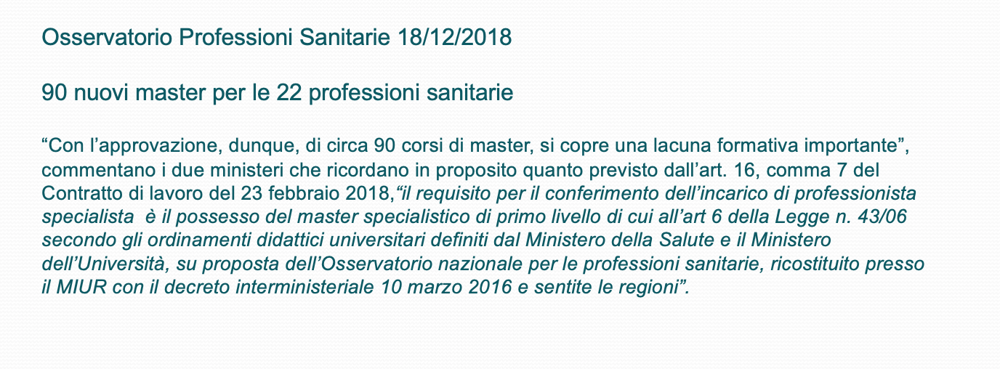 Osservatorio Professioni Sanitarie 18/12/2018
90 nuovi master per le 22 professioni sanitarie
“Con l’approvazione, dunque, di circa 90 corsi di master, si copre una lacuna formativa importante”,
commentano i due ministeri che ricordano in proposito quanto previsto dall’art. 16, comma 7 del
Contratto di lavoro del 23 febbraio 2018,“il requisito per il conferimento dell’incarico di professionista
specialista  è il possesso del master specialistico di primo livello di cui all’art 6 della Legge n. 43/06
secondo gli ordinamenti didattici universitari definiti dal Ministero della Salute e il Ministero
dell’Università, su proposta dell’Osservatorio nazionale per le professioni sanitarie, ricostituito presso
il MIUR con il decreto interministeriale 10 marzo 2016 e sentite le regioni”.